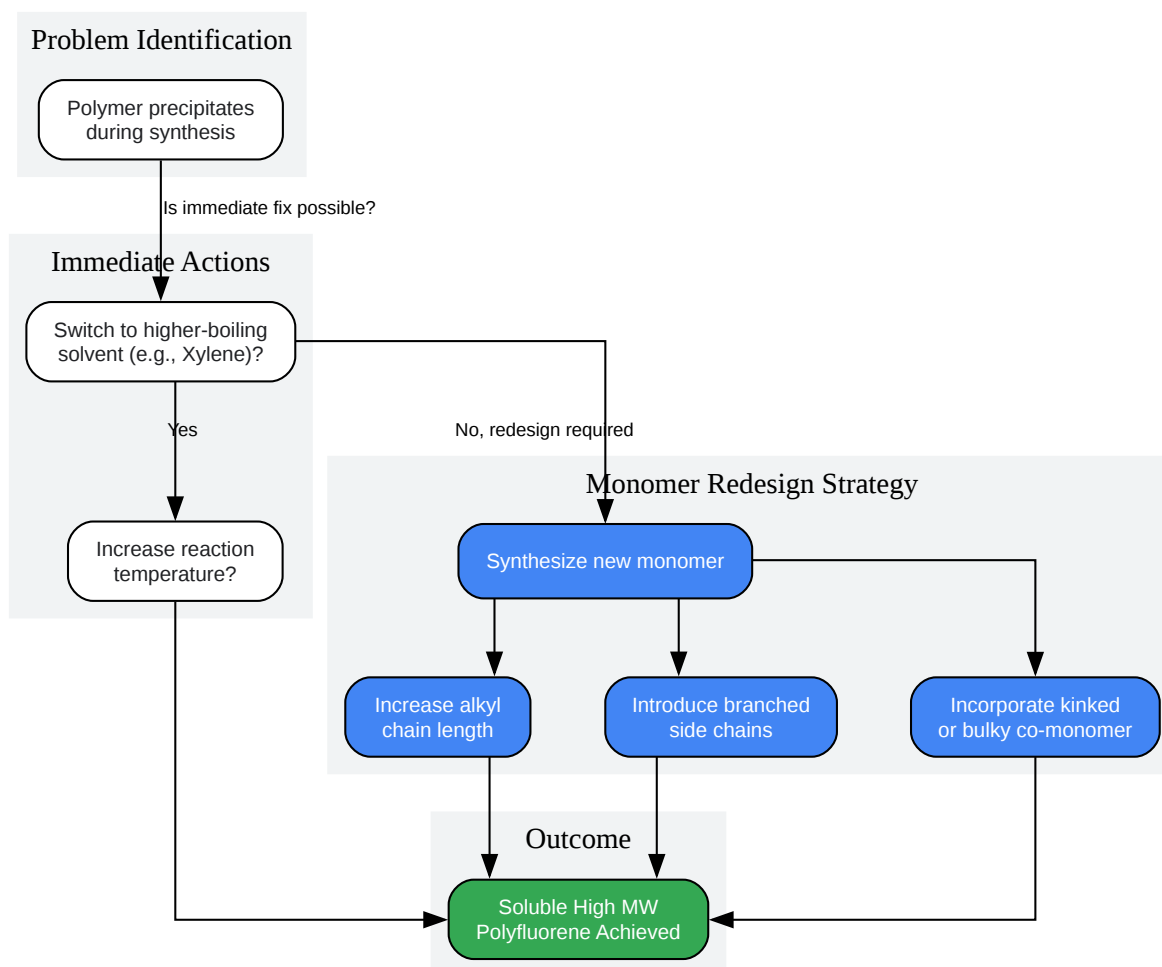 Problem Identification
Polymer precipitates
during synthesis
Is immediate fix possible?
Immediate Actions
Switch to higher-boiling
solvent (e.g., Xylene)?
Yes
No, redesign required
Monomer Redesign Strategy
Increase reaction
temperature?
Synthesize new monomer
Increase alkyl
chain length
Introduce branched
side chains
Incorporate kinked
or bulky co-monomer
Outcome
Soluble High MW
Polyfluorene Achieved